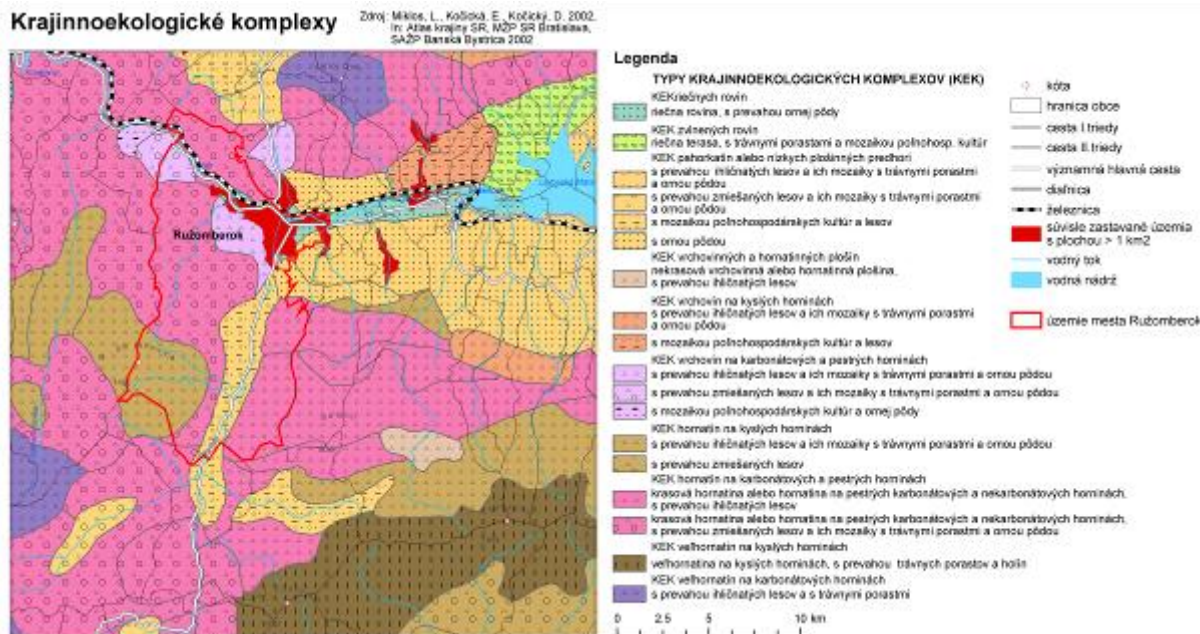 Krajinnoekologické komplexy
Zdroj: Miklos, L., Kočická, E., Kočický, D. 2002.
In: Atlas krajiny SR, MŽP SR Bratislava,
SAŽP Banská Bystrica 2002
Ružomberok
Legenda
TYPY KRAJINNOEKOLOGICKÝCH KOMPLEXOV (KEK)
KEKriečnych rovín
riečna rovina, s prevahou ornej pôdy
KEK zvlnených rovín
riečna terasa, s trávnymi porastami a mozaikou poľnohosp. kultúr
KEK pahorkatín alebo nízkych plošinných predhorí
s prevahou ihličnatých lesov a ich mozaiky s trávnymi porastmi
a ornou pôdou
s prevahou zmiešaných lesov a ich mozaiky s trávnymi porastmi
a ornou pôdou
s mozaikou poľnohospodárskych kultúr a lesov
s ornou pôdou
KEK vrchovinných a hornatinných plošín
nekrasová vrchovinná alebo hornatinná plošina,
s prevahou ihličnatých lesov
KEK vrchovín na kyslých horninách
s prevahou ihličnatých lesov a ich mozaiky s trávnymi porastmi
a ornou pôdou
s mozaikou poľnohospodárskych kultúr a lesov
KEK vrchovín na karbonátových a pestrých horninách
s prevahou ihličnatých lesov a ich mozaiky s trávnymi porastmi a ornou pôdou
s prevahou zmiešaných lesov a ich mozaiky s trávnymi porastmi a ornou pôdou
s mozaikou poľnohospodárskych kultúr a ornej pôdy
KEK hornatín na kyslých horninách
s prevahou ihličnatých lesov a ich mozaiky s trávnymi porastmi a ornou pôdou
s prevahou zmiešaných lesov
KEK hornatín na karbonátových a pestrých horninách
krasová hornatina alebo hornatina na pestrých karbonátových a nekarbonátových horninách,
s prevahou ihličnatých lesov
krasová hornatina alebo hornatina na pestrých karbonátových a nekarbonátových horninách,
s prevahou zmiešaných lesov a ich mozaiky s trávnymi porastmi a ornou pôdou
KEK veľhornatín na kyslých horninách
veľhornatina na kyslých horninách, s prevahou trávnych porastov a holín
KEK veľhornatín na karbonátových horninách
s prevahou ihličnatých lesov a s trávnymi porastmi
0 2.5 5 10 km
kóta
hranica obce
cesta I.triedy
cesta II.triedy
významná hlavná cesta
diaľnica
železnica
súvisle zastavané územia
s plochou > 1 km2
vodný tok
vodná nádrž
územie mesta Ružomberok